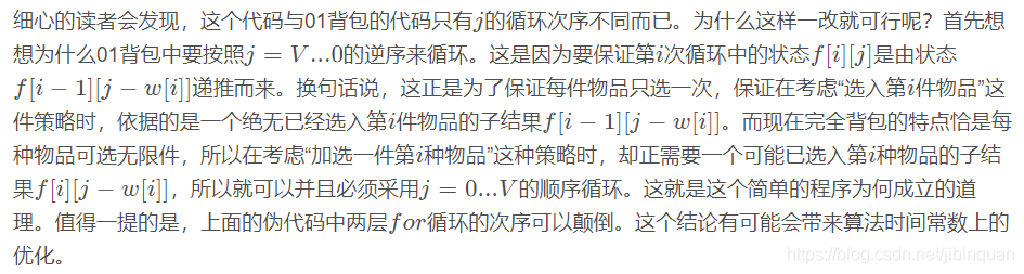 细心的读者会发现，这个代码与01背包的代码只有j的循环次序不同而已。为什么这样一改就可行呢？首先想
想为什么01背包中要按照j = V...0的逆序来循环。这是因为要保证第i次循环中的状态f[i][j]是由状态
f[i − 1][j − w[i]]递推而来。换句话说，这正是为了保证每件物品只选一次，保证在考虑“选入第i件物品”这
件策略时，依据的是一个绝无已经选入第i件物品的子结果f[i − 1][j − w[i]]。而现在完全背包的特点恰是每
种物品可选无限件，所以在考虑“加选一件第i种物品”这种策略时，却正需要一个可能已选入第i种物品的子结
果f[i][j − w[i]]，所以就可以并且必须采用j = 0...V的顺序循环。这就是这个简单的程序为何成立的道
理。值得一提的是，上面的伪代码中两层for循环的次序可以颠倒。这个结论有可能会带来算法时间常数上的
优化。
https://blog.csdn.net/jibinquan